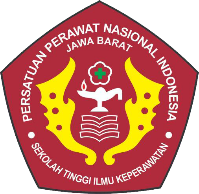 PERSATUAN PERAWAT NASIONAL INDONESIA
JAWA BARAT
SEKOLAH TINGGI ILMU KEPERAWATAN